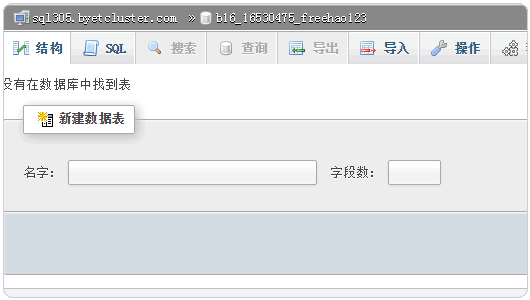 sql305.byetcluster.com » b16_16530475_freehao123
结构 SQL 搜索 查询 导出 导入 操作
没有在数据库中找到表
新建数据表
名字： 字段数：